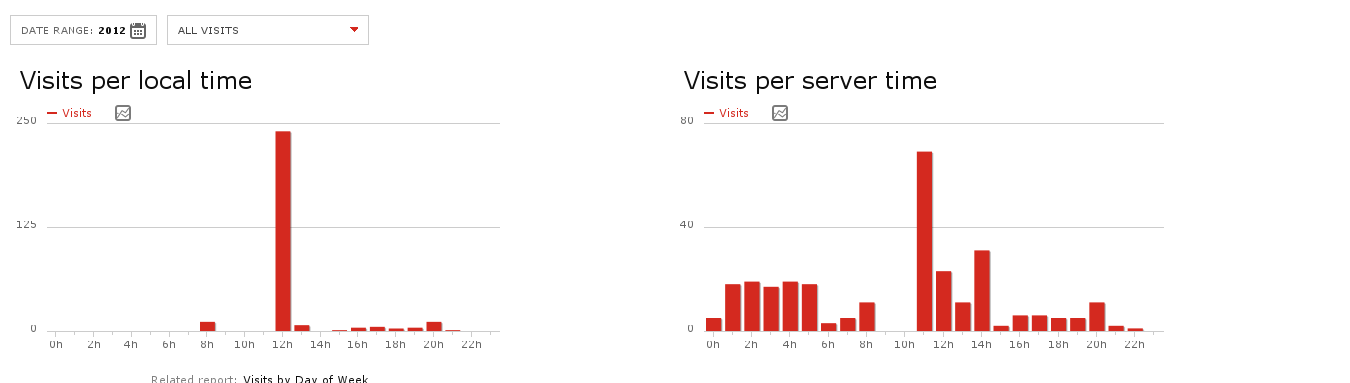 DATE RANGE: 2012
ALL VISITS
Visits per local time
Visits
250
125
0
0h 2h 4h 6h 8h 10h 12h 14h 16h 18h 20h 22h
Related report: Visits by Day of Week
Visits per server time
Visits
80
40
0
0h 2h 4h 6h 8h 10h 12h 14h 16h 18h 20h 22h